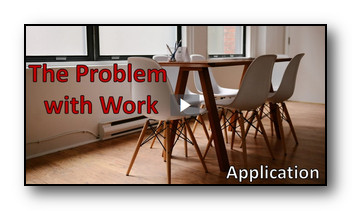 The Problem
with Work
Application